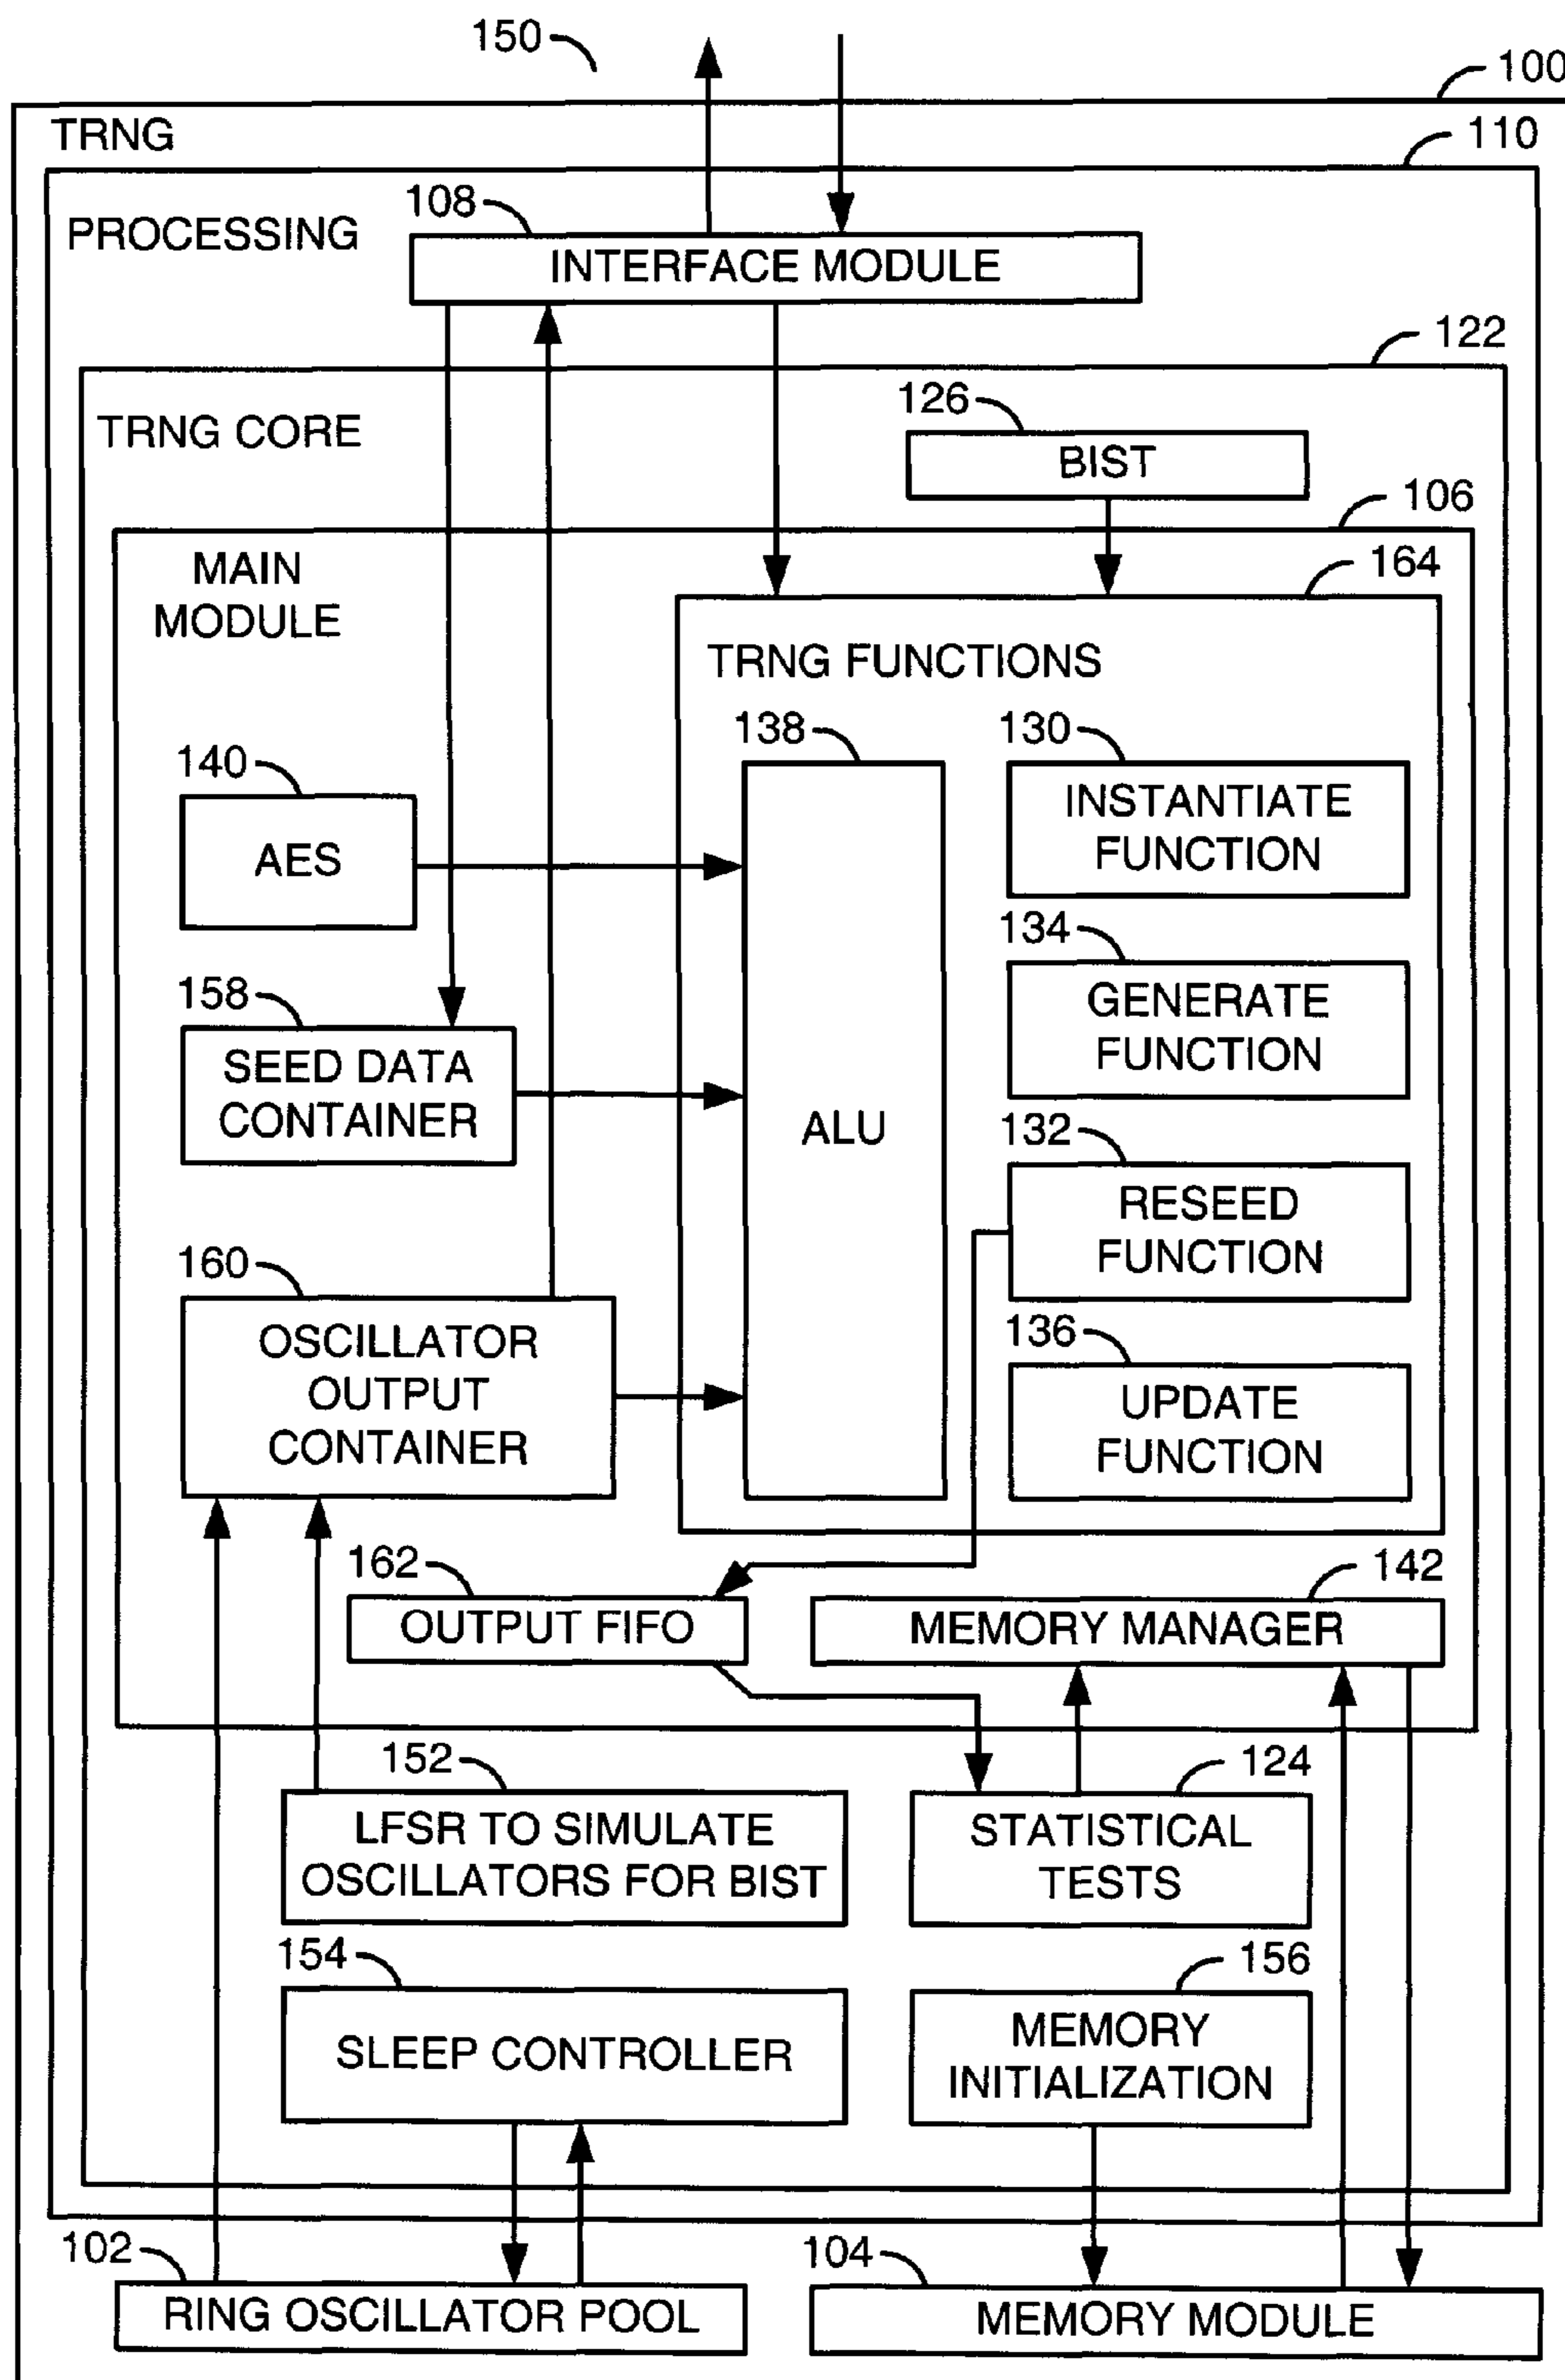 150
100
TRNG
110
108
PROCESSING
INTERFACE MODULE
122
126
TRNG CORE
BIST
106
MAIN
MODULE
164
TRNG FUNCTIONS
140
138
130
AES
INSTANTIATE
FUNCTION
134
158
GENERATE
FUNCTION
SEED DATA
CONTAINER
ALU
132
RESEED
FUNCTION
160
136
OSCILLATOR
OUTPUT
CONTAINER
UPDATE
FUNCTION
162
142
OUTPUT FIFO
MEMORY MANAGER
152
124
LFSR TO SIMULATE
OSCILLATORS FOR BIST
STATISTICAL
TESTS
154
156
SLEEP CONTROLLER
MEMORY
INITIALIZATION
102
104
RING OSCILLATOR POOL
MEMORY MODULE